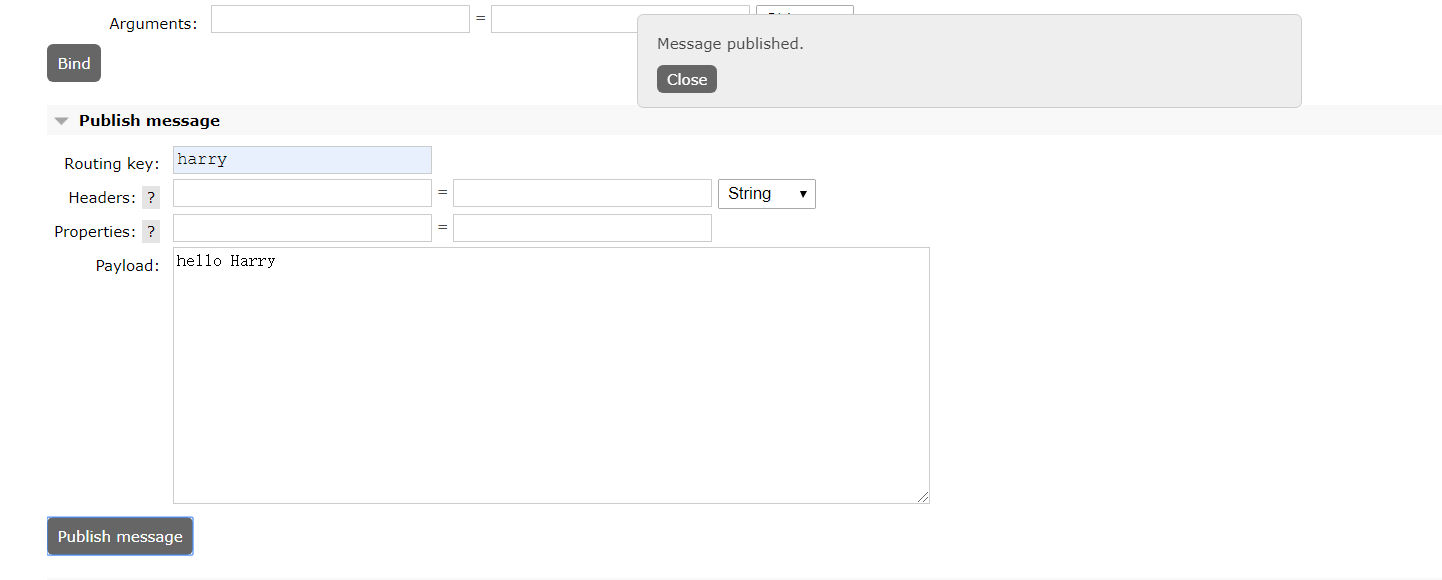 Arguments: =
Message published.
Bind
Close
Publish message
Routing key: harry
Headers: ? = String
Properties: ? =
Payload: hello Harry
Publish message